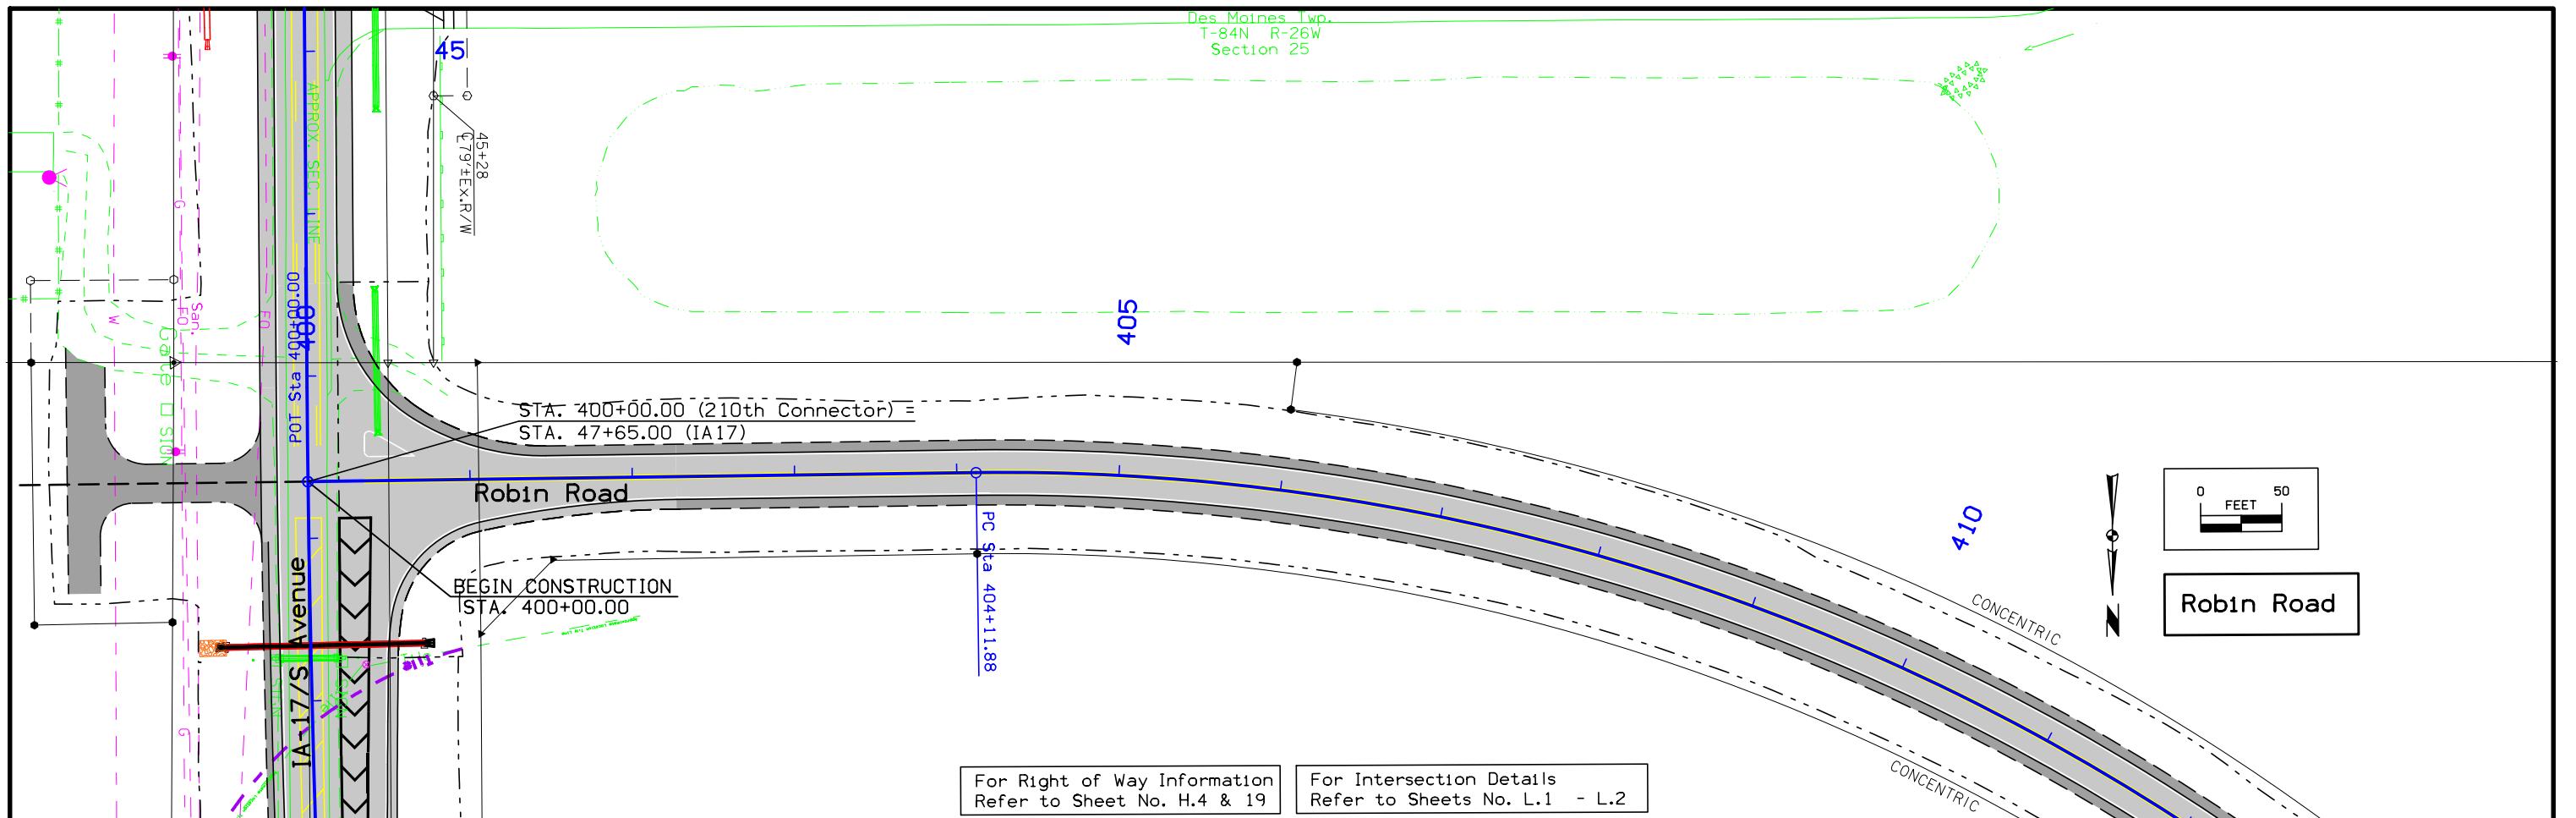 Des Moines Twp.
T-84N R-26W
Section 25
45
APPROX. SEC. LINE
45+28
79'±Ex.R/W
G
W
FO
San.
FO
POT Sta 400+00.00
400
405
410
STA. 400+00.00 (210th Connector) =
STA. 47+65.00 (IA17)
Robin Road
BEGIN CONSTRUCTION
STA. 400+00.00
PC Sta 404+11.88
IA-17/S Avenue
Tile
G
CONCENTRIC
CONCENTRIC
0 50
FEET
N
Robin Road
For Right of Way Information
Refer to Sheet No. H.4 & 19
For Intersection Details
Refer to Sheets No. L.1 - L.2